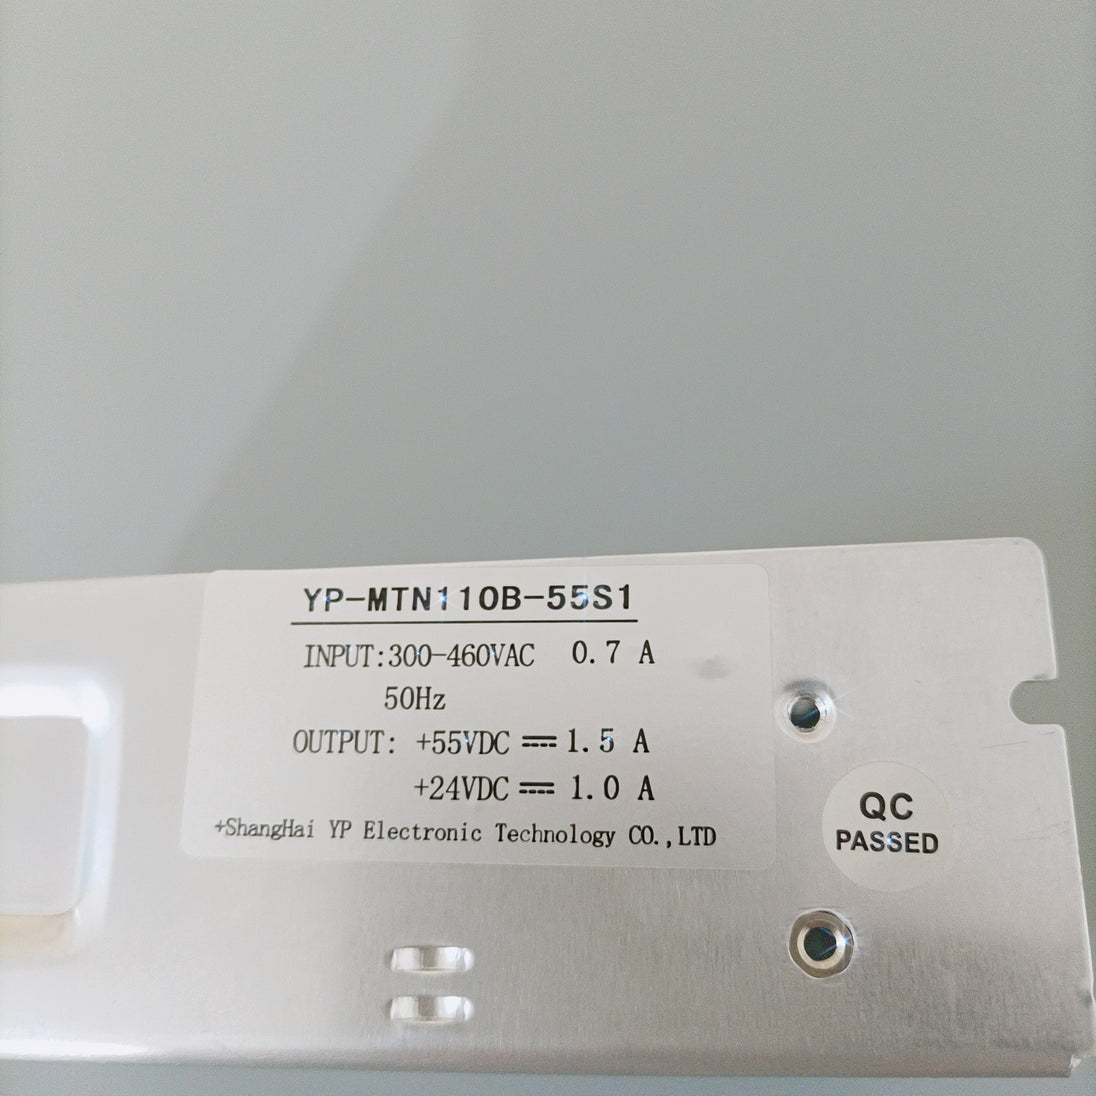 YP-MTN110B-55S1
INPUT:300-460VAC 0.7 A
50Hz
OUTPUT: +55VDC ⎓ 1.5 A
+24VDC ⎓ 1.0 A
+ShangHai YP Electronic Technology CO.,LTD
QC
PASSED